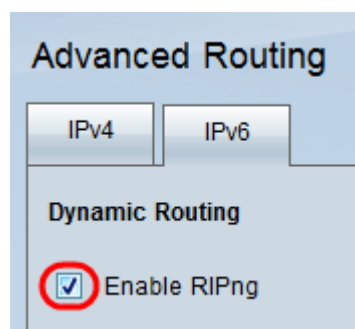 Advanced Routing
IPv4 IPv6
Dynamic Routing
Enable RIPng